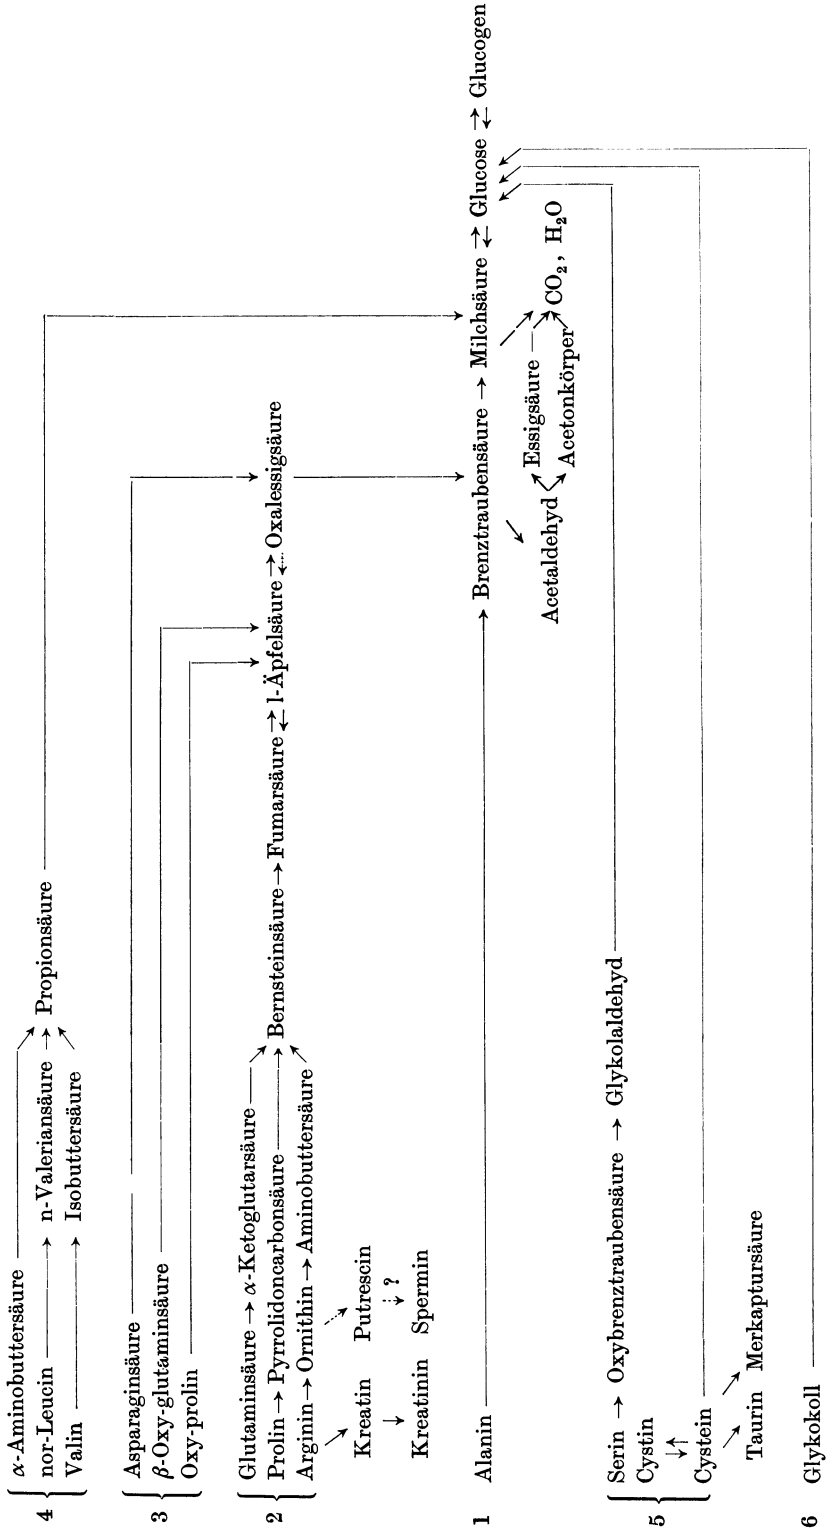 4 α-Aminobuttersäure
nor-Leucin → n-Valeriansäure → Propionsäure
Valin → Isobuttersäure
3 Asparaginsäure
β-Oxy-glutaminsäure
Oxy-prolin
2 Glutaminsäure → α-Ketoglutarsäure
Prolin → Pyrrolidoncarbonsäure → Bernsteinsäure → Fumarsäure ⇄ l-Äpfelsäure ⇄ Oxalessigsäure
Arginin → Ornithin → Aminobuttersäure
Kreatin Putrescin
↓ ↓ ?
Kreatinin Spermin
1 Alanin → Brenztraubensäure → Milchsäure ⇄ Glucose ⇄ Glucogen
Essigsäure
Acetaldehyd CO₂, H₂O
Acetonkörper
5 Serin → Oxybrenztraubensäure → Glykolaldehyd
Cystin
↓↑
Cystein
Taurin Merkaptursäure
6 Glykokoll